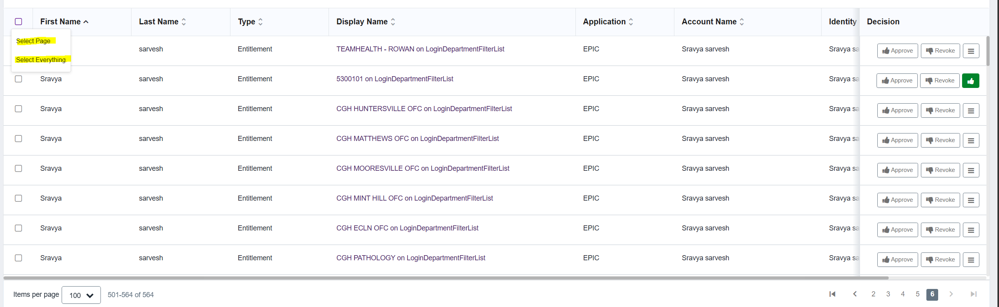 First Name Last Name Type Display Name Application Account Name Identity Decision
Select Page
sarvesh Entitlement TEAMHEALTH - ROWAN on LoginDepartmentFilterList EPIC Sravya sarvesh Sravya sa Approve Revoke
Select Everything
Sravya sarvesh Entitlement 5300101 on LoginDepartmentFilterList EPIC Sravya sarvesh Sravya sa Approve Revoke
Sravya sarvesh Entitlement CGH HUNTERSVILLE OFC on LoginDepartmentFilterList EPIC Sravya sarvesh Sravya sa Approve Revoke
Sravya sarvesh Entitlement CGH MATTHEWS OFC on LoginDepartmentFilterList EPIC Sravya sarvesh Sravya sa Approve Revoke
Sravya sarvesh Entitlement CGH MOORESVILLE OFC on LoginDepartmentFilterList EPIC Sravya sarvesh Sravya sa Approve Revoke
Sravya sarvesh Entitlement CGH MINT HILL OFC on LoginDepartmentFilterList EPIC Sravya sarvesh Sravya sa Approve Revoke
Sravya sarvesh Entitlement CGH ECLN OFC on LoginDepartmentFilterList EPIC Sravya sarvesh Sravya sa Approve Revoke
Sravya sarvesh Entitlement CGH PATHOLOGY on LoginDepartmentFilterList EPIC Sravya sarvesh Sravya sa Approve Revoke
Items per page 100 501-564 of 564 2 3 4 5 6